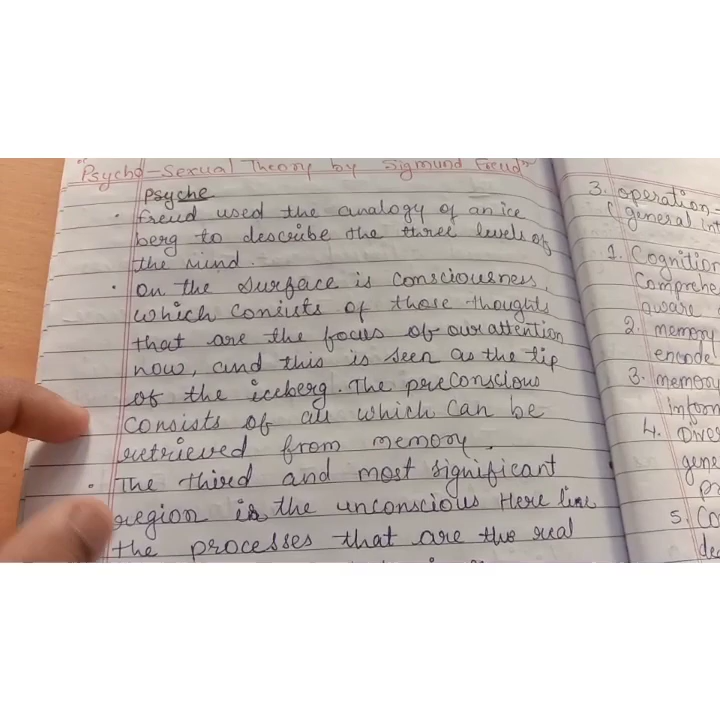 "Psycho-Sexual Theory by Sigmund Freud"
Psyche
• Freud used the analogy of an ice
berg to describe the three levels of
the mind.
• On the surface is consciousness,
which consists of those thoughts
that are the focus of our attention
now, and this is seen as the tip
of the iceberg. The preconscious
consists of all which can be
retrieved from memory.
• The third and most significant
region is the unconscious Here lies
the processes that are the real
3. operation-
( general int
1. Cognition
Comprehe
aware
2. memory
encode
3. memory
inform
4. Diver
gene
pr
5. Co
dec